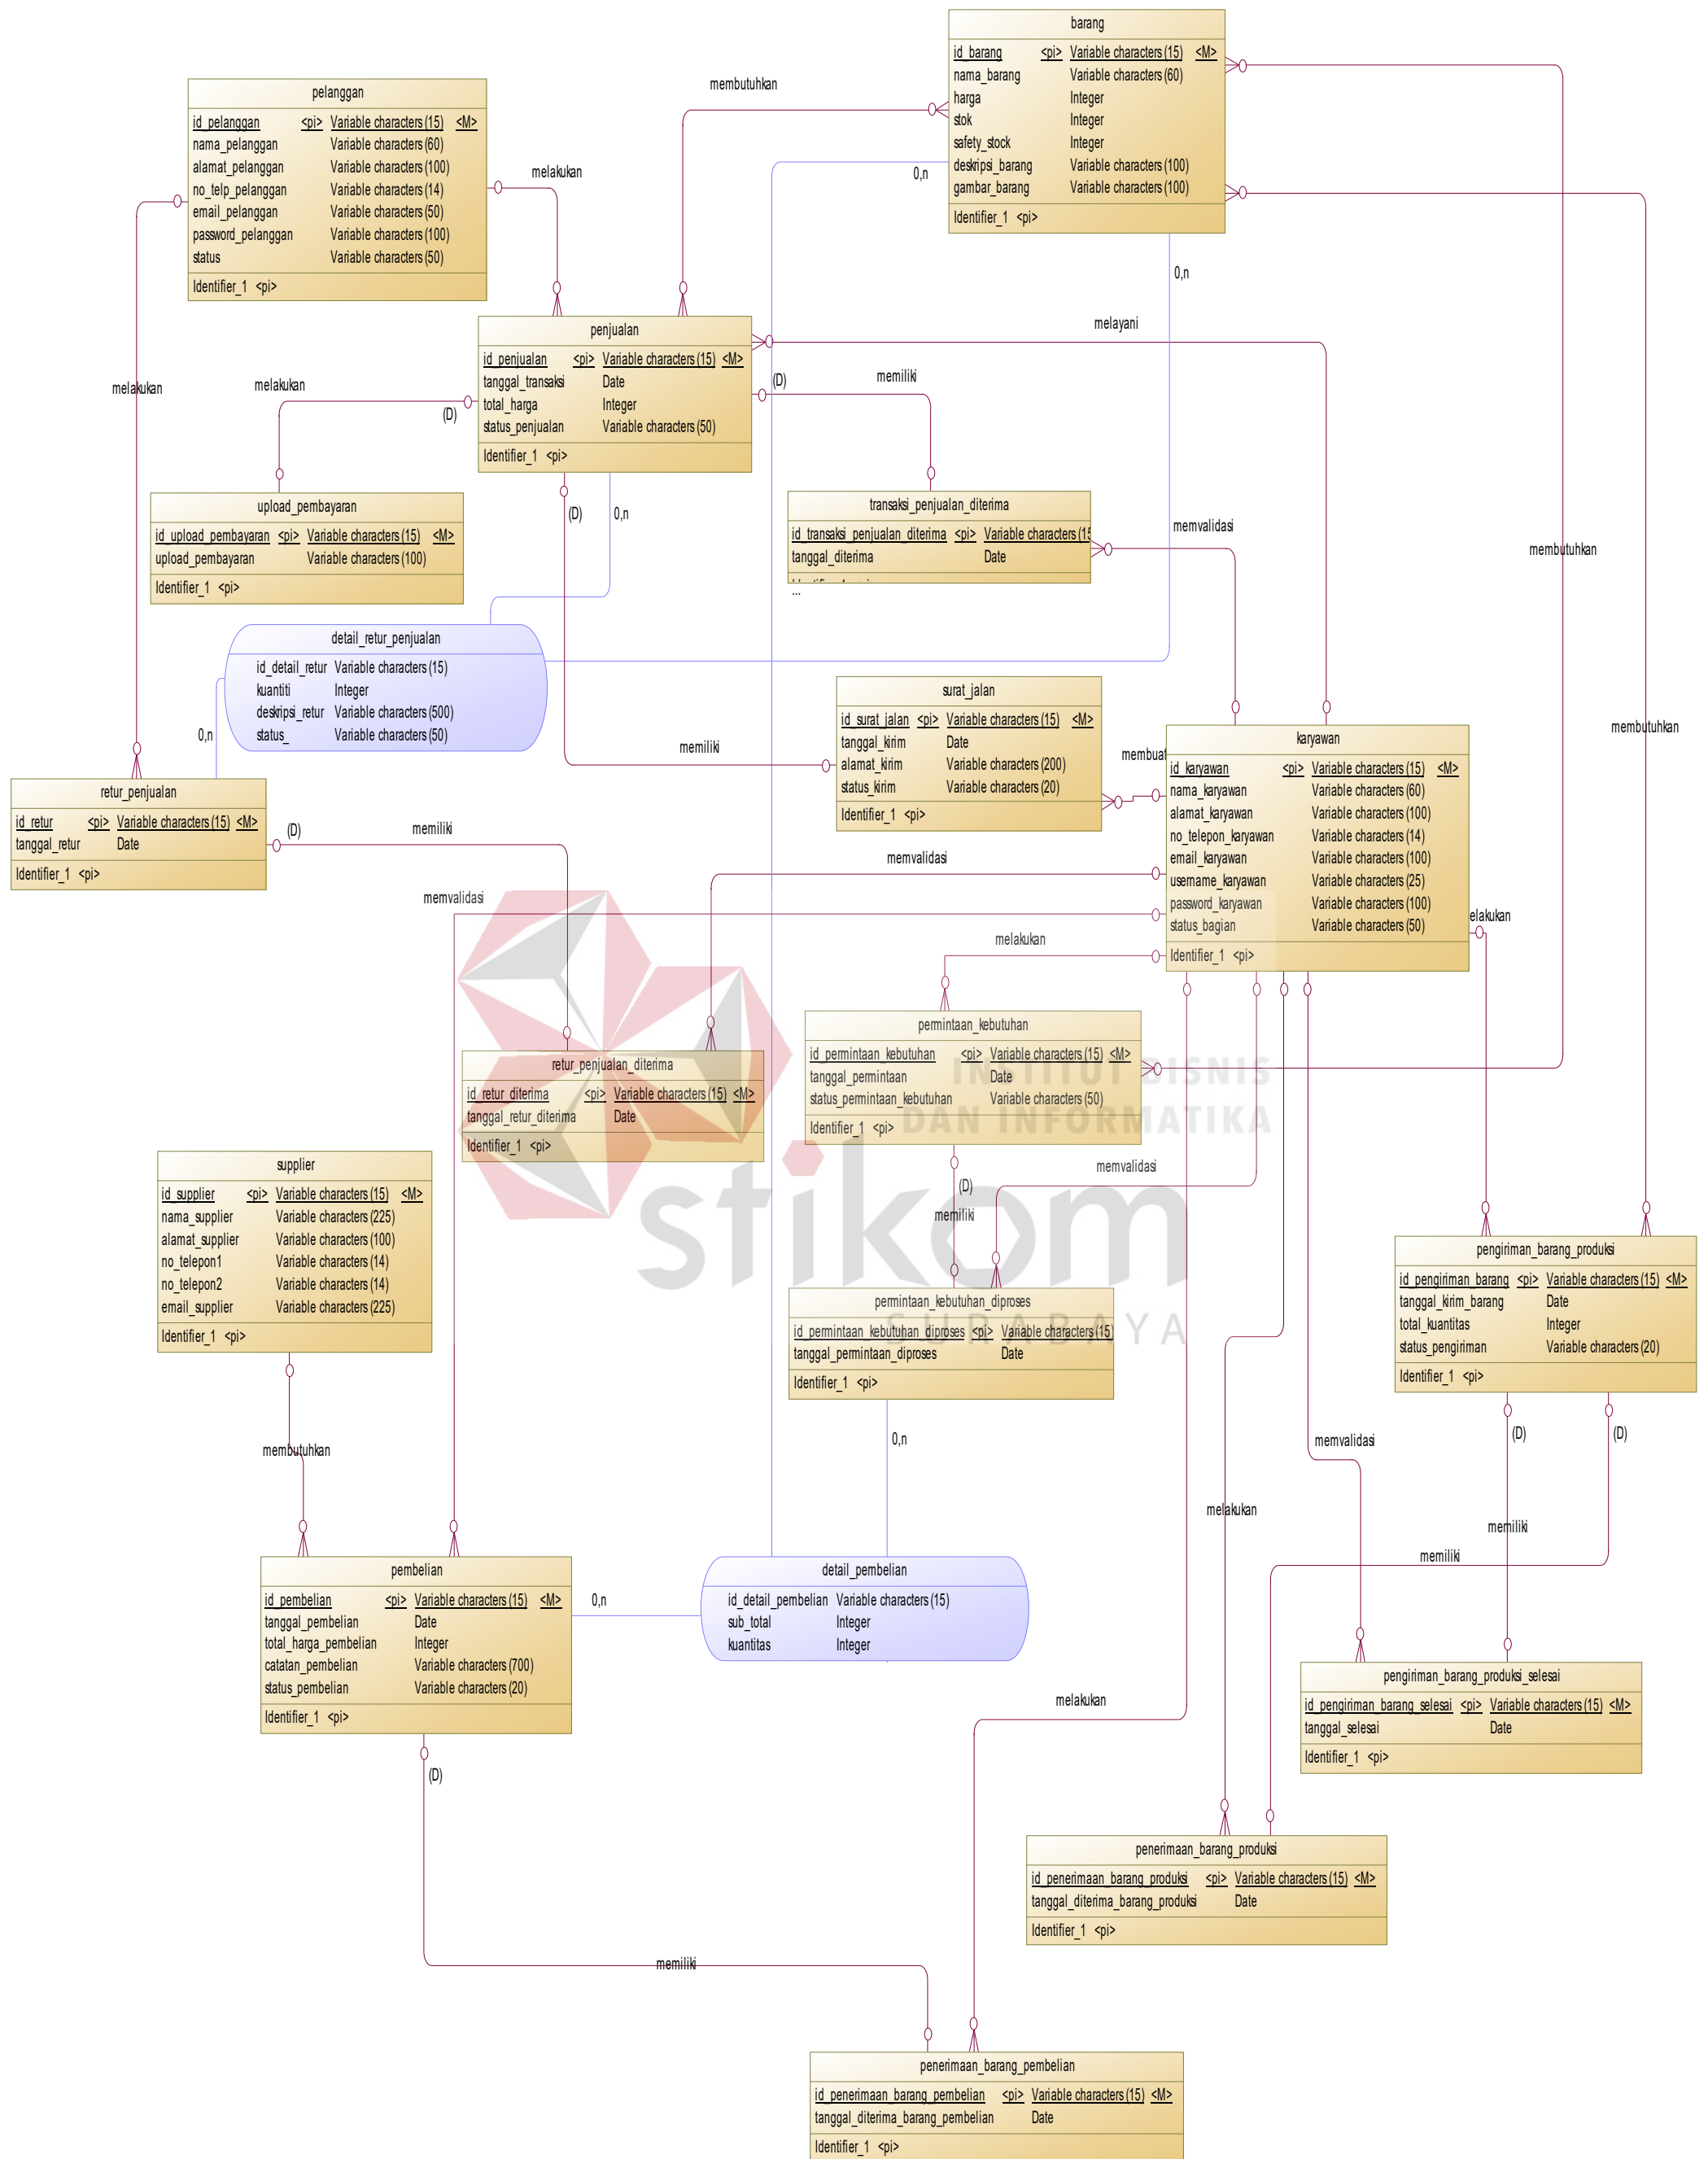 barang
id_barang <pi> Variable characters (15) <M>
nama_barang Variable characters (60)
harga Integer
stok Integer
safety_stock Integer
deskripsi_barang Variable characters (100)
gambar_barang Variable characters (100)
Identifier_1 <pi>
membutuhkan
0,n
0,n
pelanggan
id_pelanggan <pi> Variable characters (15) <M>
nama_pelanggan Variable characters (60)
alamat_pelanggan Variable characters (100)
no_telp_pelanggan Variable characters (14)
email_pelanggan Variable characters (50)
password_pelanggan Variable characters (100)
status Variable characters (50)
Identifier_1 <pi>
melakukan
melakukan
penjualan
id_penjualan <pi> Variable characters (15) <M>
tanggal_transaksi Date
total_harga Integer
status_penjualan Variable characters (50)
Identifier_1 <pi>
melayani
melakukan
(D)
(D)
memiliki
(D)
0,n
upload_pembayaran
id_upload_pembayaran <pi> Variable characters (15) <M>
upload_pembayaran Variable characters (100)
Identifier_1 <pi>
transaksi_penjualan_diterima
id_transaksi_penjualan_diterima <pi> Variable characters (15
tanggal_diterima Date
...
memvalidasi
membutuhkan
detail_retur_penjualan
id_detail_retur Variable characters (15)
kuantiti Integer
deskripsi_retur Variable characters (500)
status_ Variable characters (50)
0,n
memiliki
surat_jalan
id_surat_jalan <pi> Variable characters (15) <M>
tanggal_kirim Date
alamat_kirim Variable characters (200)
status_kirim Variable characters (20)
Identifier_1 <pi>
membuat
membutuhkan
karyawan
id_karyawan <pi> Variable characters (15) <M>
nama_karyawan Variable characters (60)
alamat_karyawan Variable characters (100)
no_telepon_karyawan Variable characters (14)
email_karyawan Variable characters (100)
username_karyawan Variable characters (25)
password_karyawan Variable characters (100)
status_bagian Variable characters (50)
Identifier_1 <pi>
elakukan
retur_penjualan
id_retur <pi> Variable characters (15) <M>
tanggal_retur Date
Identifier_1 <pi>
(D)
memiliki
memvalidasi
memvalidasi
melakukan
permintaan_kebutuhan
id_permintaan_kebutuhan <pi> Variable characters (15) <M>
tanggal_permintaan Date
status_permintaan_kebutuhan Variable characters (50)
Identifier_1 <pi>
INSTITUT BISNIS
DAN INFORMATIKA
stikom
SURABAYA
retur_penjualan_diterima
id_retur_diterima <pi> Variable characters (15) <M>
tanggal_retur_diterima Date
Identifier_1 <pi>
(D)
memiliki
memvalidasi
supplier
id_supplier <pi> Variable characters (15) <M>
nama_supplier Variable characters (225)
alamat_supplier Variable characters (100)
no_telepon1 Variable characters (14)
no_telepon2 Variable characters (14)
email_supplier Variable characters (225)
Identifier_1 <pi>
permintaan_kebutuhan_diproses
id_permintaan_kebutuhan_diproses <pi> Variable characters (15)
tanggal_permintaan_diproses Date
Identifier_1 <pi>
0,n
pengiriman_barang_produksi
id_pengiriman_barang <pi> Variable characters (15) <M>
tanggal_kirim_barang Date
total_kuantitas Integer
status_pengiriman Variable characters (20)
Identifier_1 <pi>
(D)
(D)
memvalidasi
membutuhkan
melakukan
memiliki
memiliki
pembelian
id_pembelian <pi> Variable characters (15) <M>
tanggal_pembelian Date
total_harga_pembelian Integer
catatan_pembelian Variable characters (700)
status_pembelian Variable characters (20)
Identifier_1 <pi>
0,n
detail_pembelian
id_detail_pembelian Variable characters (15)
sub_total Integer
kuantitas Integer
pengiriman_barang_produksi_selesai
id_pengiriman_barang_selesai <pi> Variable characters (15) <M>
tanggal_selesai Date
Identifier_1 <pi>
melakukan
(D)
penerimaan_barang_produksi
id_penerimaan_barang_produksi <pi> Variable characters (15) <M>
tanggal_diterima_barang_produksi Date
Identifier_1 <pi>
memiliki
penerimaan_barang_pembelian
id_penerimaan_barang_pembelian <pi> Variable characters (15) <M>
tanggal_diterima_barang_pembelian Date
Identifier_1 <pi>